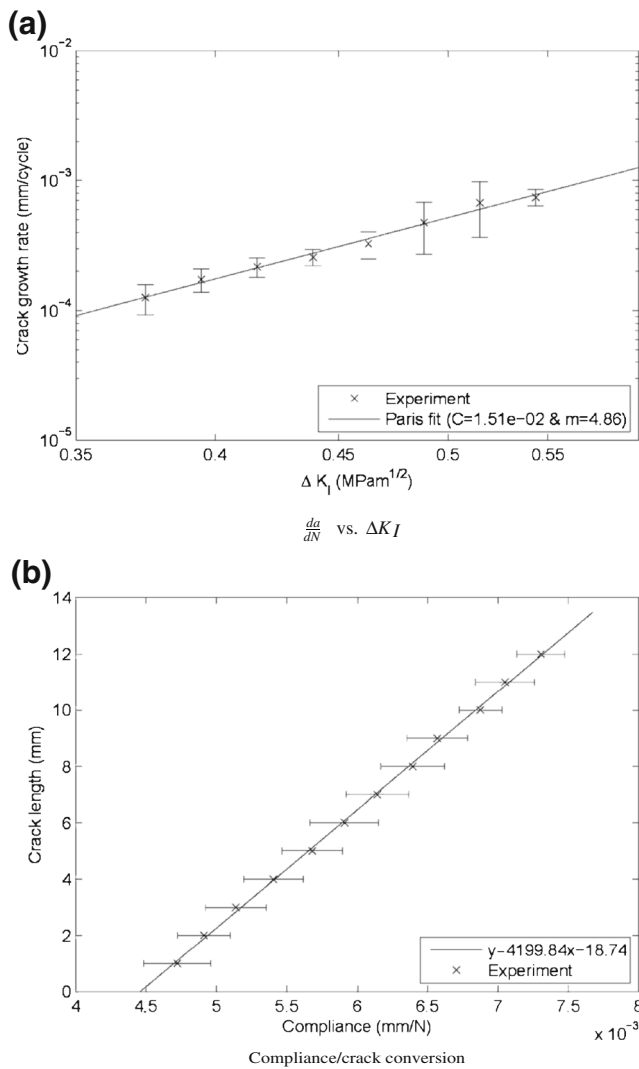 (a)
10⁻²
10⁻³
10⁻⁴
10⁻⁵
Crack growth rate (mm/cycle)
× Experiment
Paris fit (C=1.51e−02 & m=4.86)
0.35 0.4 0.45 0.5 0.55
Δ K_I (MPam^1/2)
da/dN vs. ΔK_I
(b)
14
12
10
8
6
4
2
0
Crack length (mm)
y−4199.84x−18.74
× Experiment
4 4.5 5 5.5 6 6.5 7 7.5 8
Compliance (mm/N)
x 10⁻³
Compliance/crack conversion